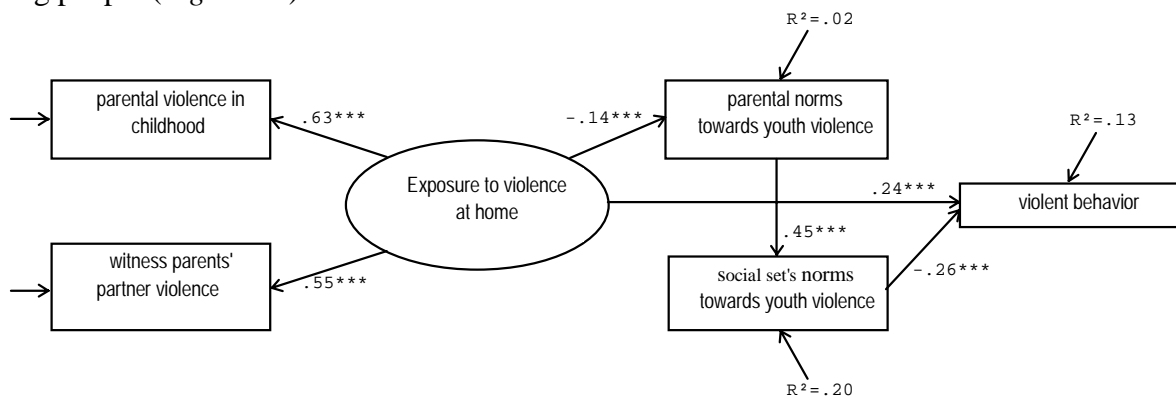 people
R²=.02
parental violence in
childhood
.63***
-.14***
parental norms
towards youth violence
R²=.13
Exposure to violence
at home
.24***
violent behavior
.45***
witness parents'
partner violence
.55***
social set's norms
towards youth violence
-.26***
R²=.20